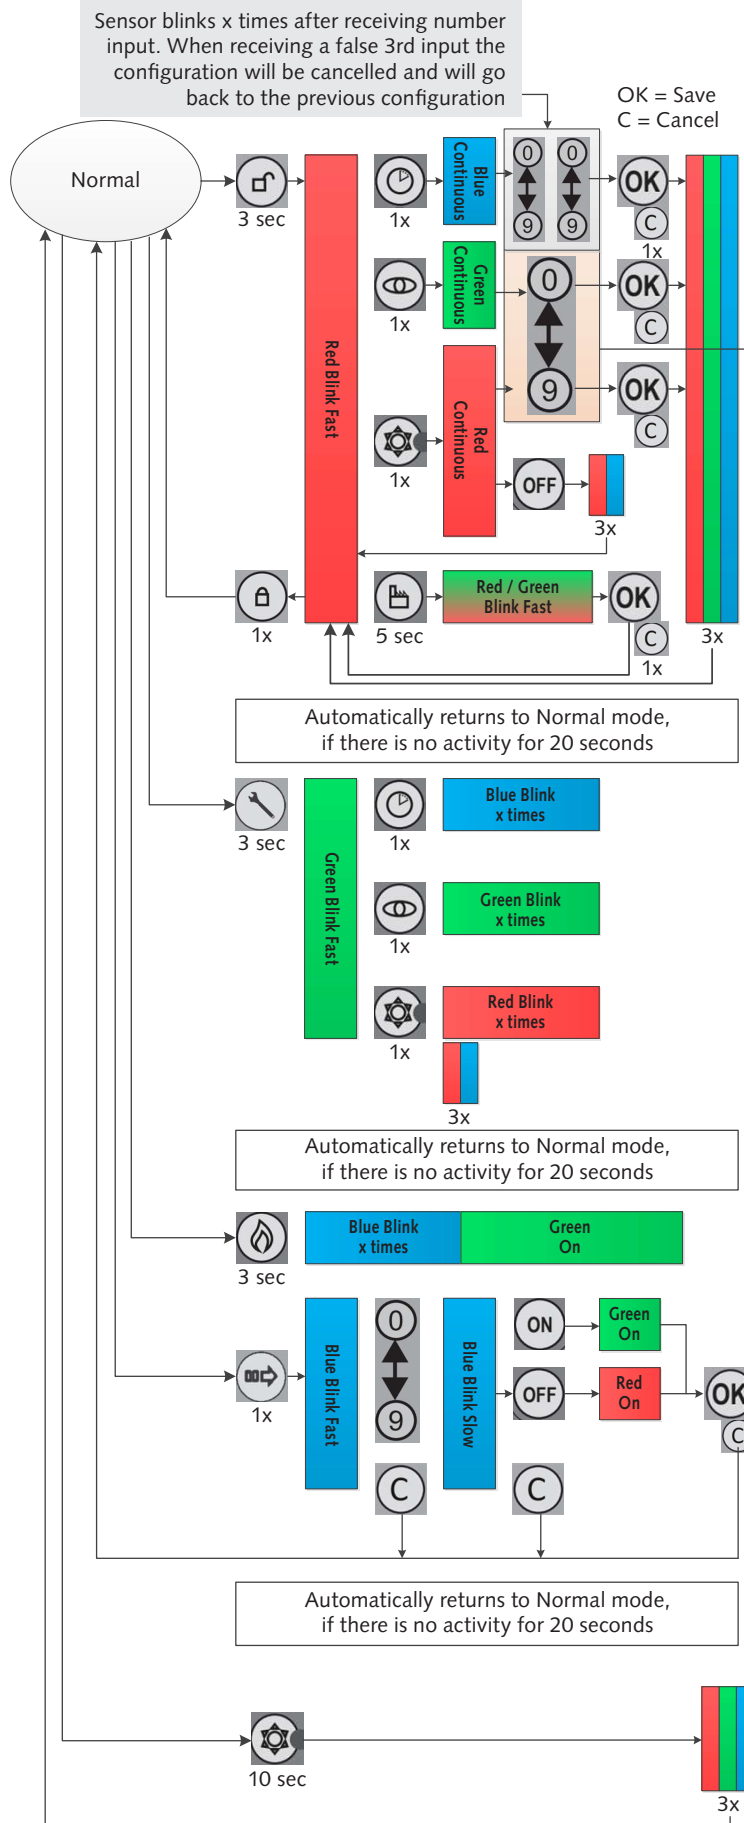 Sensor blinks x times after receiving number
input. When receiving a false 3rd input the
configuration will be cancelled and will go
back to the previous configuration
OK = Save
C = Cancel
Normal
3 sec
Red Blink Fast
1x
Blue
Continuous
0
9
0
9
OK
C
1x
1x
Green
Continuous
0
9
OK
C
1x
Red
Continuous
OK
C
OFF
3x
1x
5 sec
Red / Green
Blink Fast
OK
C
1x
3x
Automatically returns to Normal mode,
if there is no activity for 20 seconds
3 sec
Green Blink Fast
1x
Blue Blink
x times
1x
Green Blink
x times
1x
Red Blink
x times
3x
Automatically returns to Normal mode,
if there is no activity for 20 seconds
3 sec
Blue Blink
x times
Green
On
1x
Blue Blink Fast
0
9
C
Blue Blink Slow
ON
Green
On
OFF
Red
On
C
OK
C
Automatically returns to Normal mode,
if there is no activity for 20 seconds
10 sec
3x